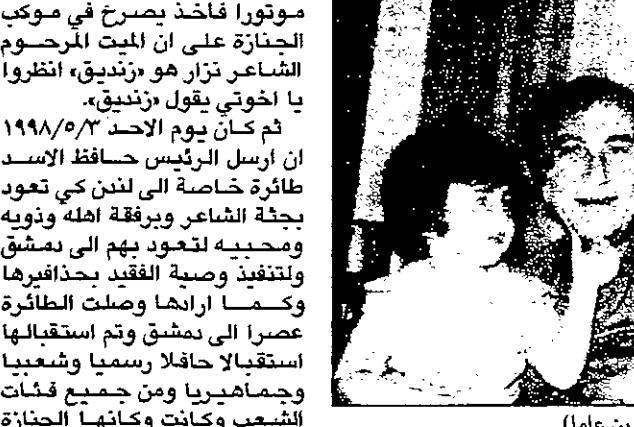 موتورا فأخذ يصرخ في موكب
الجنازة على ان الميت المرحوم
الشاعر نزار هو «زنديق» انظروا
يا اخوتي يقول «زنديق».
ثم كان يوم الاحد ١٩٩٨/٥/٣
ان ارسل الرئيس حافظ الاسد
طائرة خاصة الى لندن كي تعود
بجثة الشاعر وبرفقة اهله وذويه
ومحبيه لتعود بهم الى دمشق
ولتنفيذ وصية الفقيد بحذافيرها
وكما ارادها وصلت الطائرة
عصرا الى دمشق وتم استقبالها
استقبالا حافلا رسميا وشعبيا
وجماهيريا ومن جميع فئات
الشعب وكانت وكأنها الجنازة
عاما)